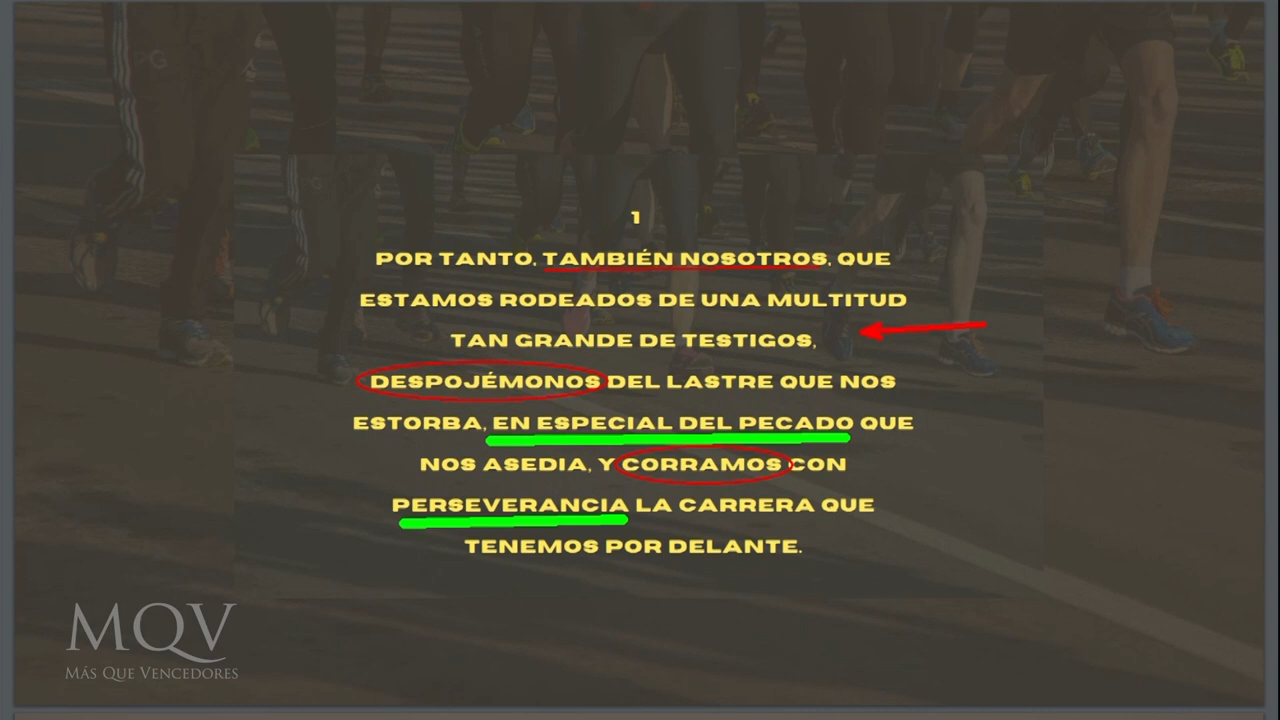 1
POR TANTO, TAMBIÉN NOSOTROS, QUE
ESTAMOS RODEADOS DE UNA MULTITUD
TAN GRANDE DE TESTIGOS,
DESPOJÉMONOS DEL LASTRE QUE NOS
ESTORBA, EN ESPECIAL DEL PECADO QUE
NOS ASEDIA, Y CORRAMOS CON
PERSEVERANCIA LA CARRERA QUE
TENEMOS POR DELANTE.
MQV
MÁS QUE VENCEDORES